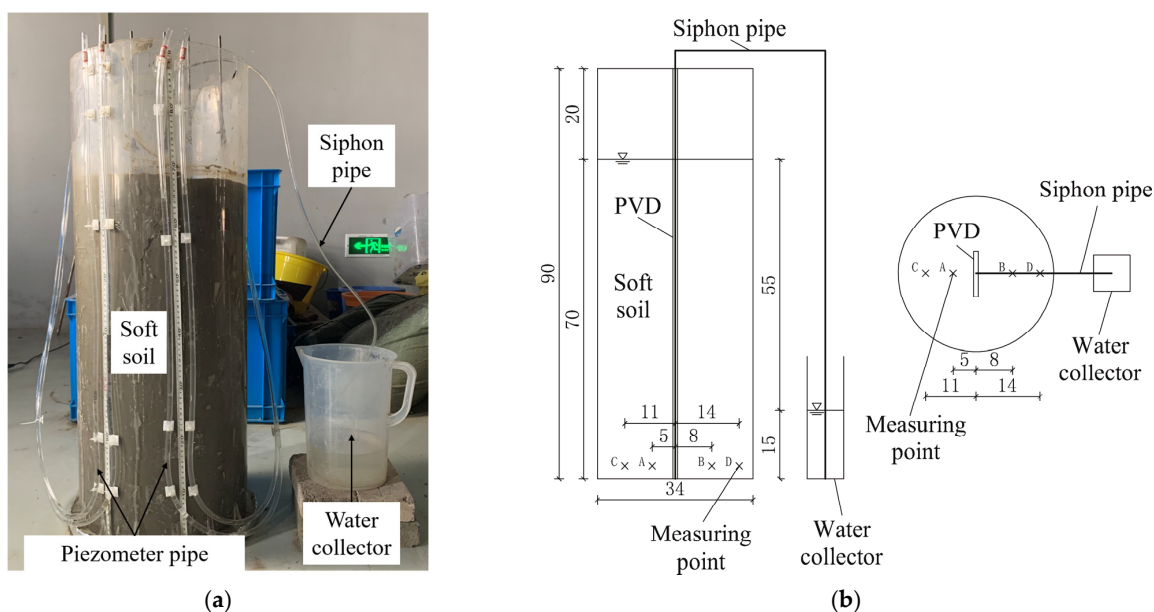 Siphon
pipe
Soft
soil
Piezometer pipe
Water
collector
(a)
Siphon pipe
20
PVD
Soft
soil
90
70
55
15
11
14
5
8
C
A
B
D
34
Measuring
point
Water
collector
Siphon pipe
PVD
C
A
B
D
5
8
11
14
Measuring
point
Water
collector
(b)